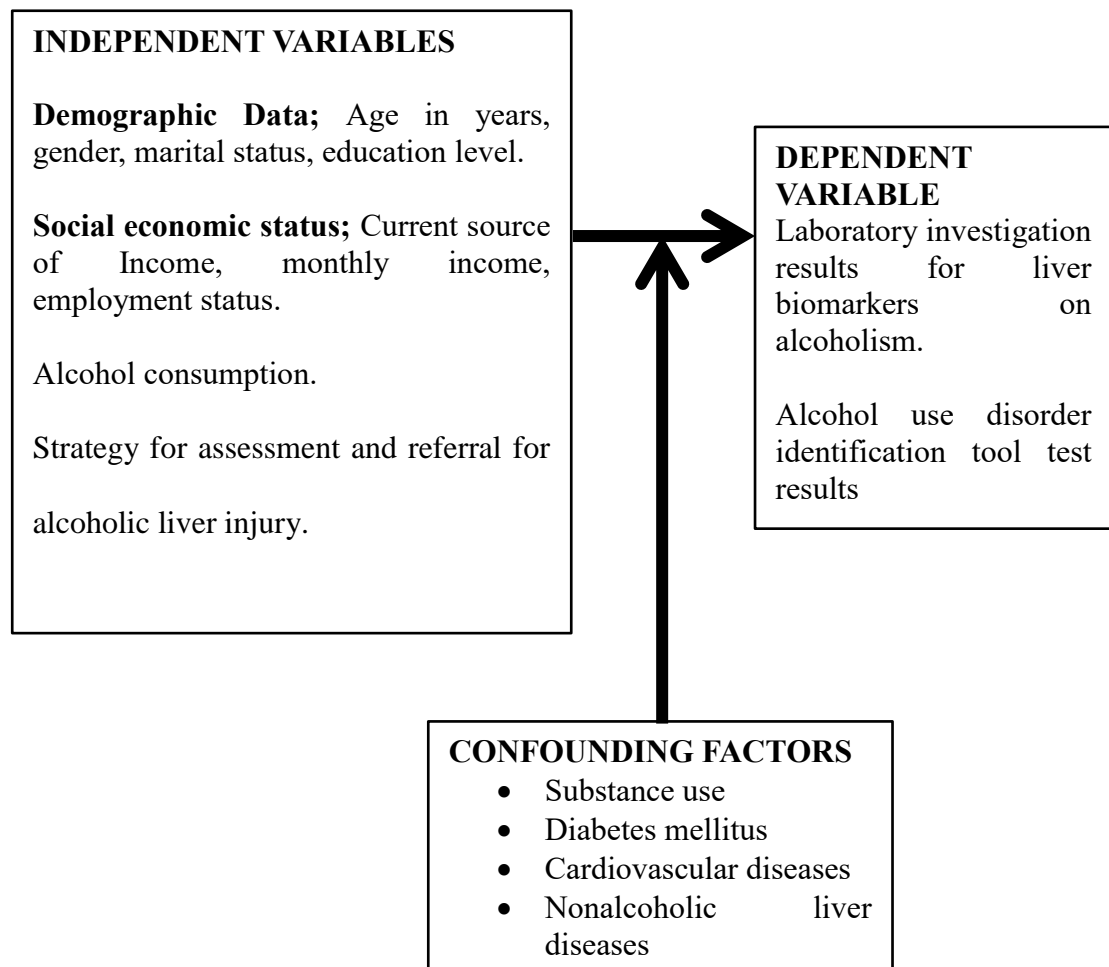 INDEPENDENT VARIABLES
Demographic Data; Age in years,
gender, marital status, education level.
Social economic status; Current source
of Income, monthly income,
employment status.
Alcohol consumption.
Strategy for assessment and referral for
alcoholic liver injury.
DEPENDENT
VARIABLE
Laboratory investigation
results for liver
biomarkers on
alcoholism.
Alcohol use disorder
identification tool test
results
CONFOUNDING FACTORS
• Substance use
• Diabetes mellitus
• Cardiovascular diseases
• Nonalcoholic liver
diseases